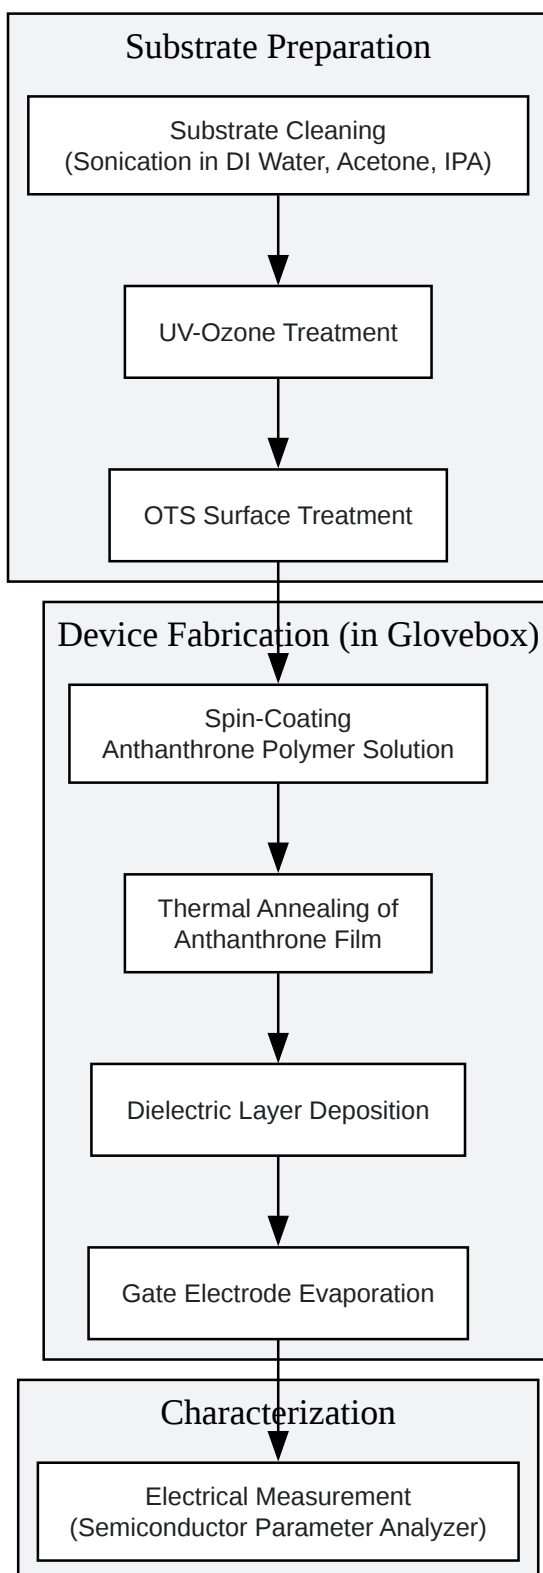 Substrate Preparation
Substrate Cleaning
(Sonication in DI Water, Acetone, IPA)
UV-Ozone Treatment
OTS Surface Treatment
Device Fabrication (in Glovebox)
Spin-Coating
Anthanthrone Polymer Solution
Thermal Annealing of
Anthanthrone Film
Dielectric Layer Deposition
Gate Electrode Evaporation
Characterization
Electrical Measurement
(Semiconductor Parameter Analyzer)